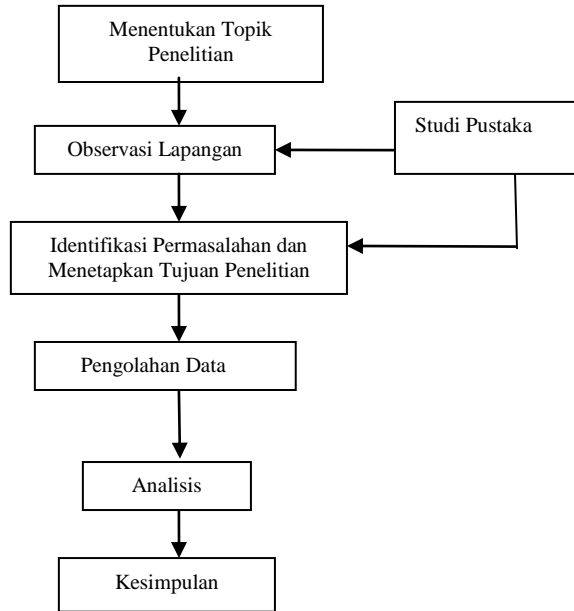 Menentukan Topik
Penelitian
Observasi Lapangan
Studi Pustaka
Identifikasi Permasalahan dan
Menetapkan Tujuan Penelitian
Pengolahan Data
Analisis
Kesimpulan